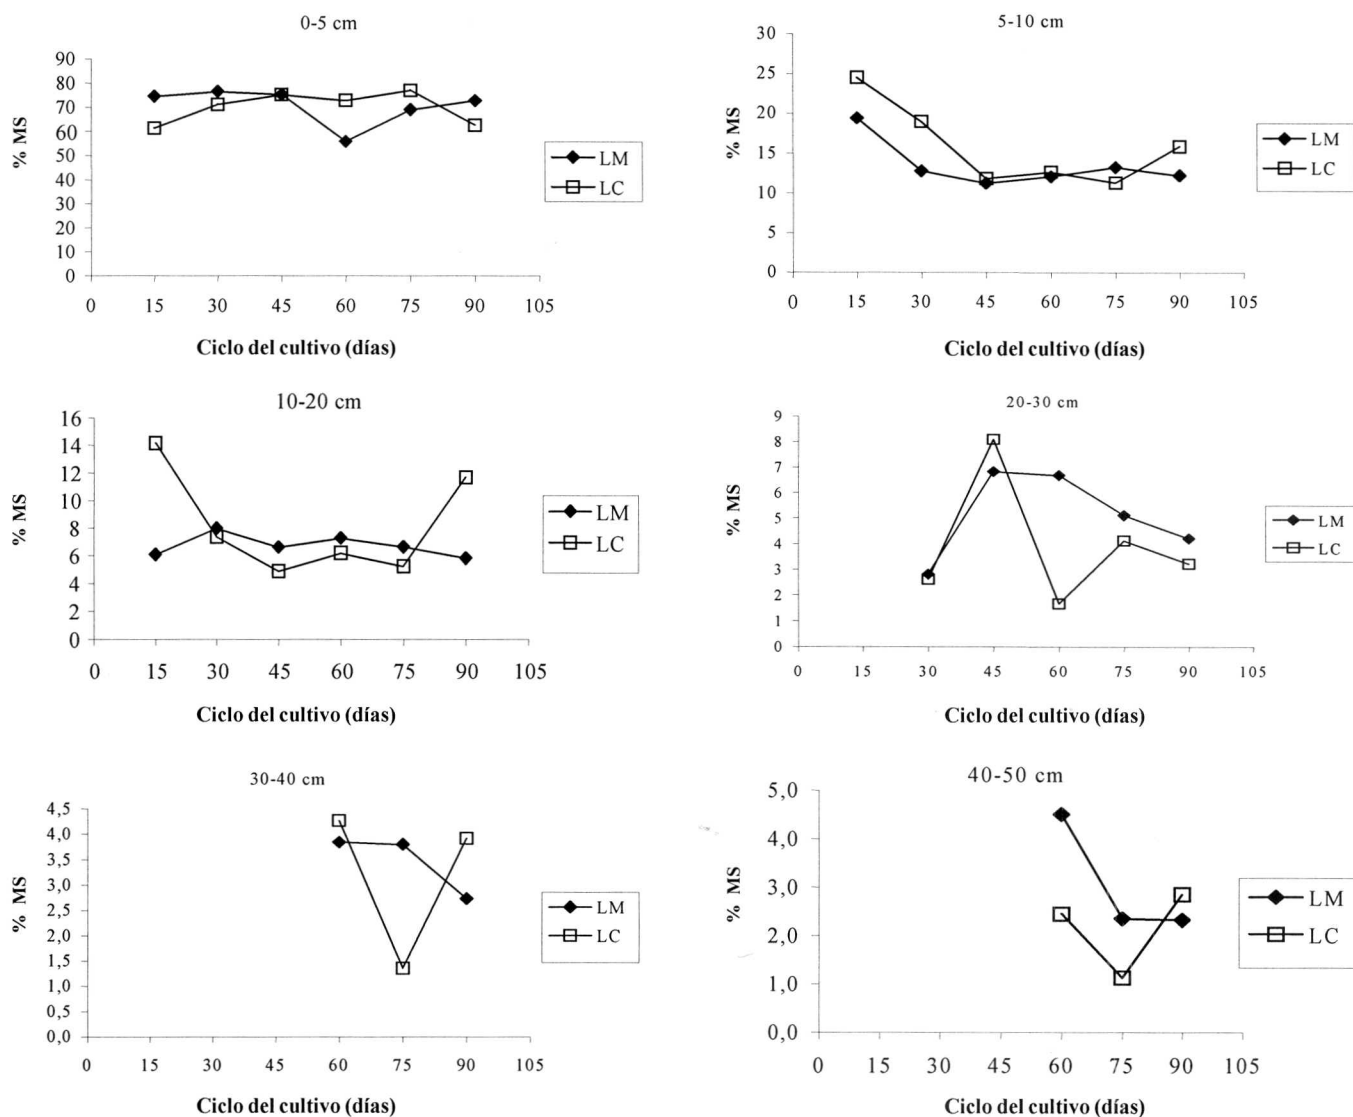 0-5 cm
90
80
70
60
50
40
30
20
10
0
% MS
0 15 30 45 60 75 90 105
Ciclo del cultivo (días)
LM
LC
5-10 cm
30
25
20
15
10
5
0
% MS
0 15 30 45 60 75 90 105
Ciclo del cultivo (días)
LM
LC
10-20 cm
16
14
12
10
8
6
4
2
0
% MS
0 15 30 45 60 75 90 105
Ciclo del cultivo (días)
LM
LC
20-30 cm
9
8
7
6
5
4
3
2
1
0
% MS
0 15 30 45 60 75 90 105
Ciclo del cultivo (días)
LM
LC
30-40 cm
4,5
4,0
3,5
3,0
2,5
2,0
1,5
1,0
0,5
0,0
% MS
0 15 30 45 60 75 90 105
Ciclo del cultivo (días)
LM
LC
40-50 cm
5,0
4,0
3,0
2,0
1,0
0,0
% MS
0 15 30 45 60 75 90 105
Ciclo del cultivo (días)
LM
LC